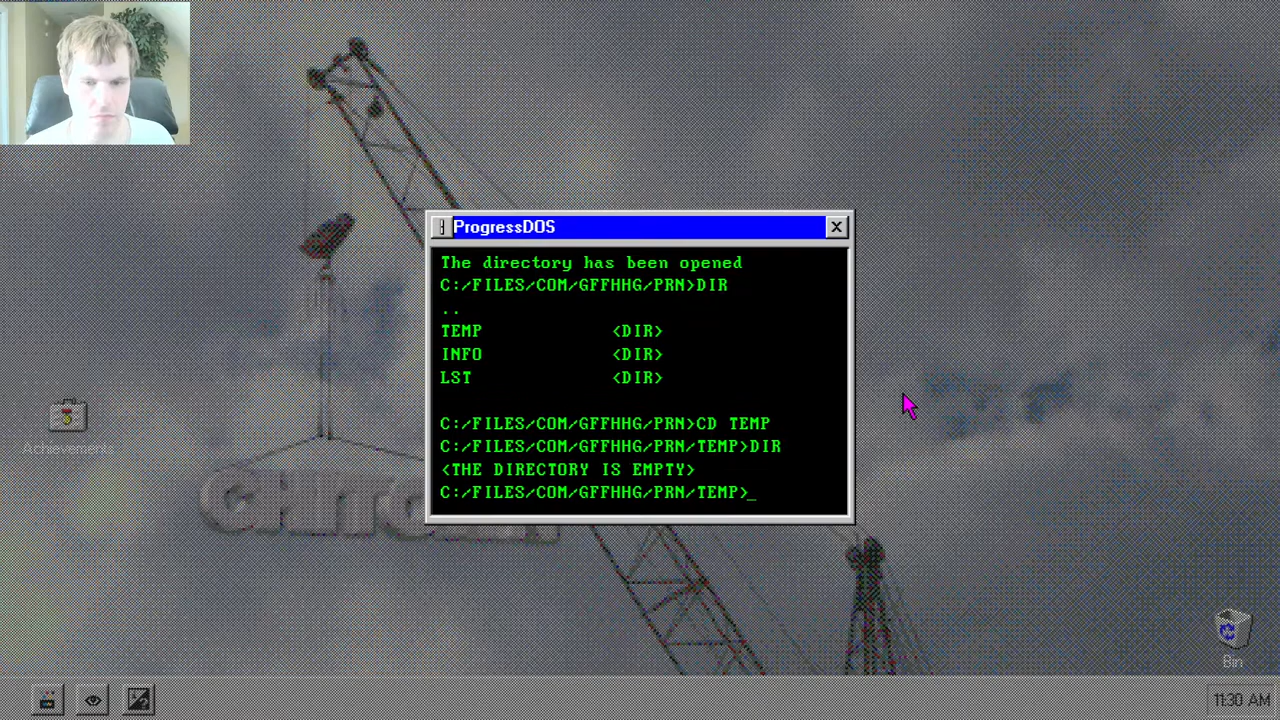 ProgressDOS
The directory has been opened
C:/FILES/COM/GFFHHG/PRN>DIR
..
TEMP <DIR>
INFO <DIR>
LST <DIR>
C:/FILES/COM/GFFHHG/PRN>CD TEMP
C:/FILES/COM/GFFHHG/PRN/TEMP>DIR
<THE DIRECTORY IS EMPTY>
C:/FILES/COM/GFFHHG/PRN/TEMP>_
Achievements
Bin
11:30 AM